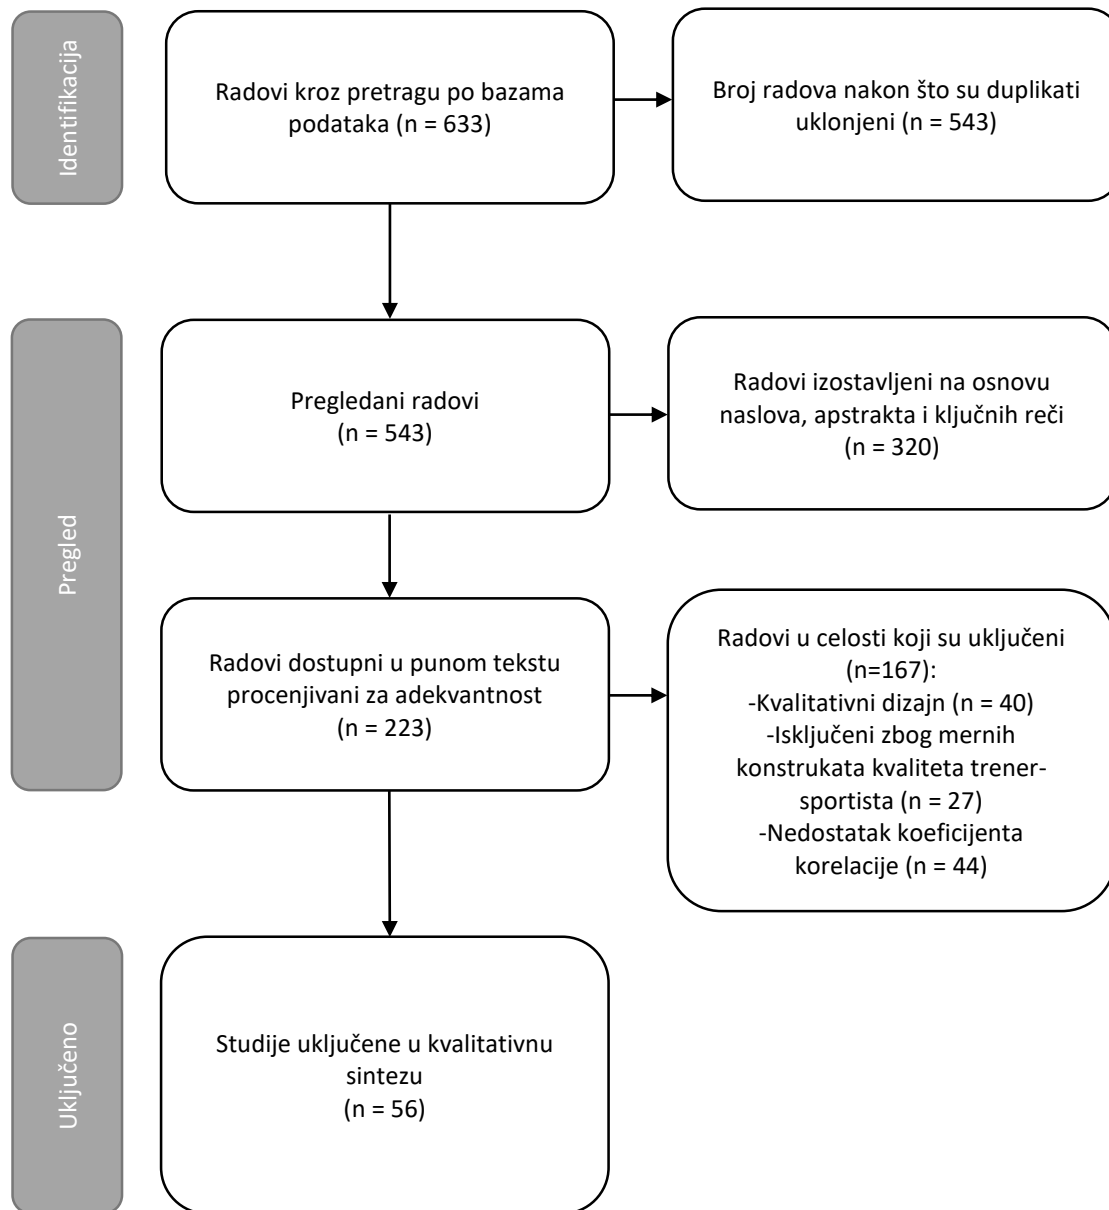 Identifikacija
Radovi kroz pretragu po bazama
podataka (n = 633)
Broj radova nakon što su duplikati
uklonjeni (n = 543)
Pregled
Pregledani radovi
(n = 543)
Radovi izostavljeni na osnovu
naslova, apstrakta i ključnih reči
(n = 320)
Radovi dostupni u punom tekstu
procenjivani za adekvantnost
(n = 223)
Radovi u celosti koji su uključeni
(n=167):
-Kvalitativni dizajn (n = 40)
-Isključeni zbog mernih
konstrukata kvaliteta trener-
sportista (n = 27)
-Nedostatak koeficijenta
korelacije (n = 44)
Uključeno
Studije uključene u kvalitativnu
sintezu
(n = 56)